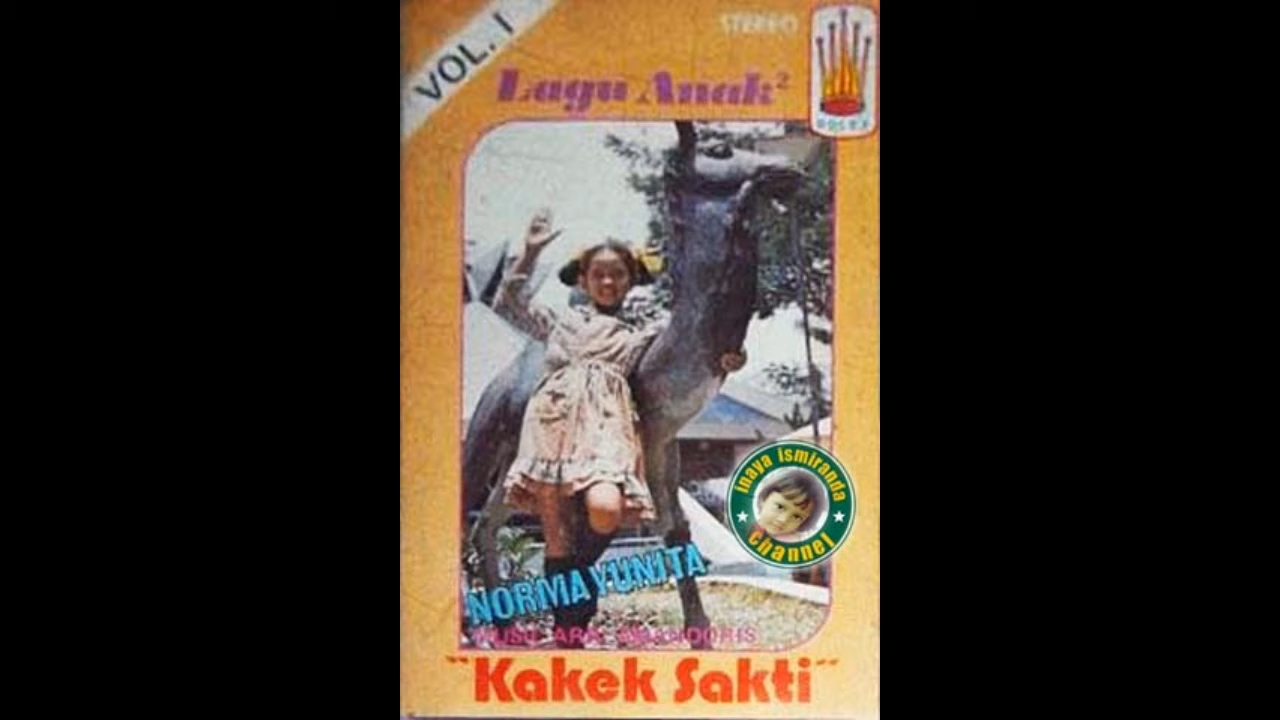 VOL. I
STEREO
Lagu Anak²
inaya ismiranda
channel
NORMA YUNITA
"Kakek Sakti"